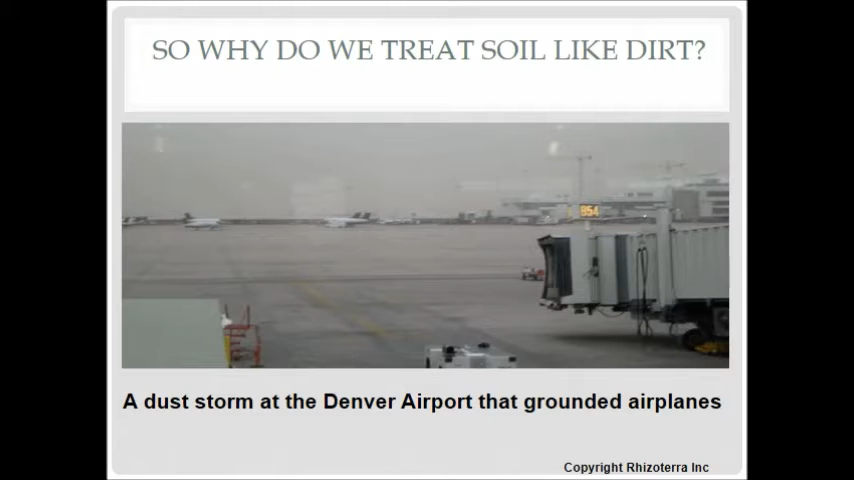 SO WHY DO WE TREAT SOIL LIKE DIRT?
B54
A dust storm at the Denver Airport that grounded airplanes
Copyright Rhizoterra Inc